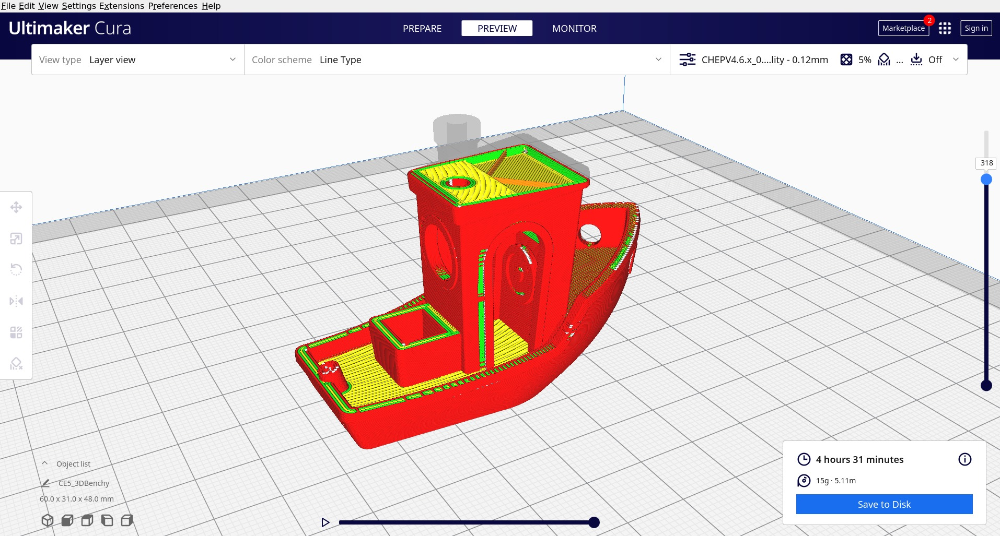 File Edit View Settings Extensions Preferences Help
Ultimaker Cura
PREPARE PREVIEW MONITOR
Marketplace 2 Sign in
View type Layer view
Color scheme Line Type
CHEPV4.6.x_0....lity - 0.12mm 5% ... Off
318
Object list
CE5_3DBenchy
60.0 x 31.0 x 48.0 mm
4 hours 31 minutes
15g · 5.11m
Save to Disk